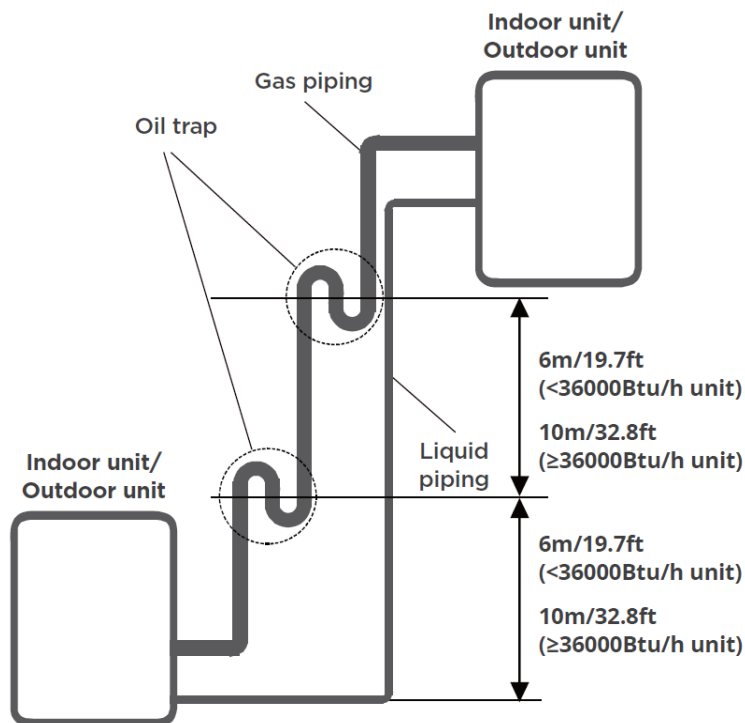 Indoor unit/
Outdoor unit
Gas piping
Oil trap
6m/19.7ft
(<36000Btu/h unit)
10m/32.8ft
(≥36000Btu/h unit)
Liquid
piping
Indoor unit/
Outdoor unit
6m/19.7ft
(<36000Btu/h unit)
10m/32.8ft
(≥36000Btu/h unit)